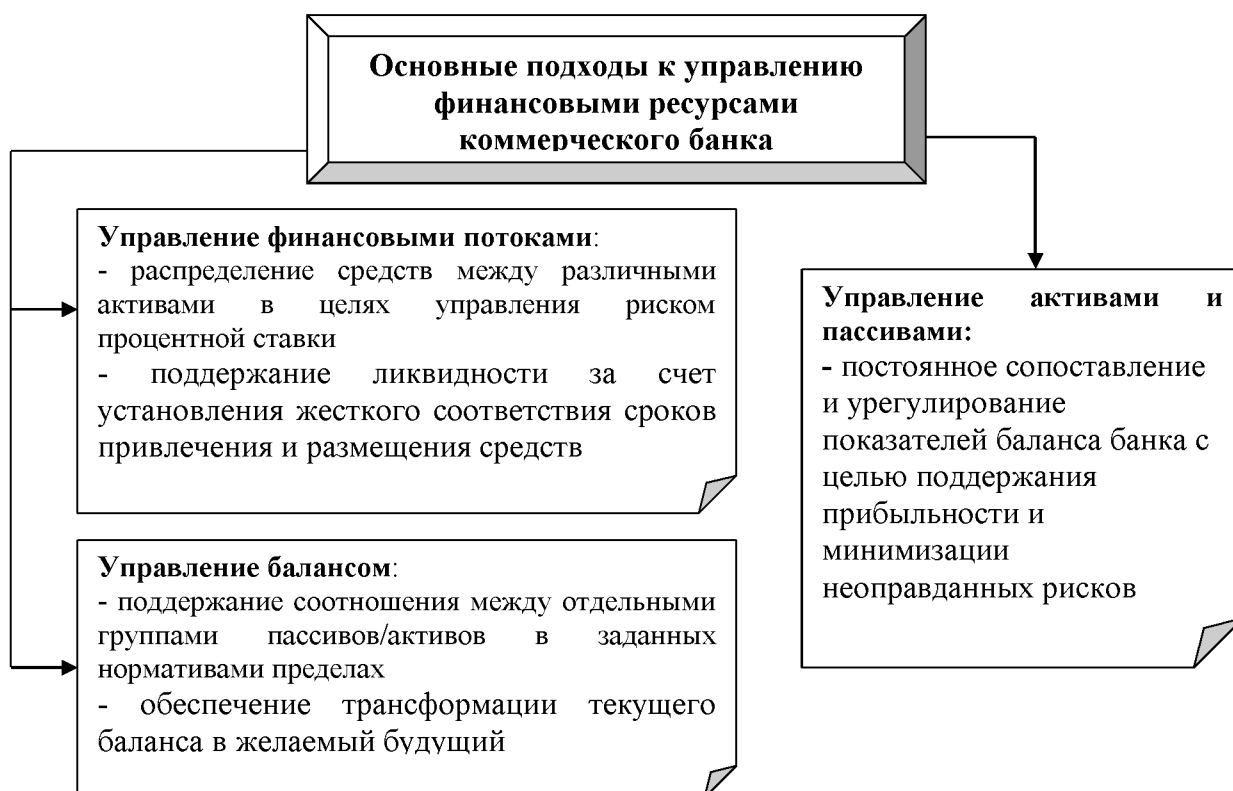 Основные подходы к управлению
финансовыми ресурсами
коммерческого банка
Управление финансовыми потоками:
- распределение средств между различными
активами в целях управления риском
процентной ставки
- поддержание ликвидности за счет
установления жесткого соответствия сроков
привлечения и размещения средств
Управление балансом:
- поддержание соотношения между отдельными
группами пассивов/активов в заданных
нормативами пределах
- обеспечение трансформации текущего
баланса в желаемый будущий
Управление активами и
пассивами:
- постоянное сопоставление
и урегулирование
показателей баланса банка с
целью поддержания
прибыльности и
минимизации
неоправданных рисков